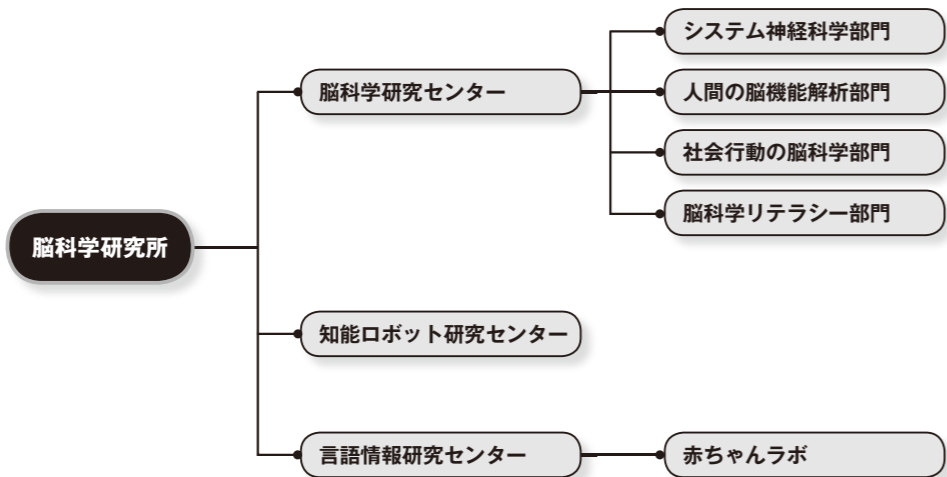 脳科学研究所
脳科学研究センター
システム神経科学部門
人間の脳機能解析部門
社会行動の脳科学部門
脳科学リテラシー部門
知能ロボット研究センター
言語情報研究センター
赤ちゃんラボ